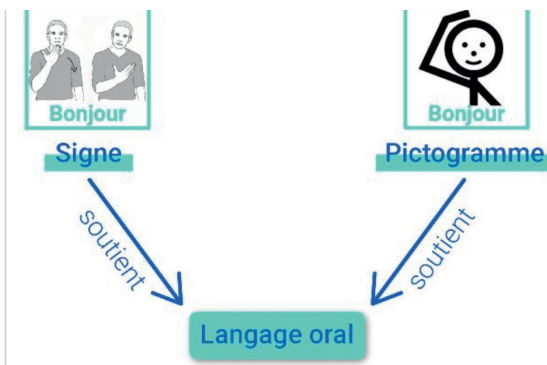 Bonjour
Bonjour
Signe
Pictogramme
soutient
soutient
Langage oral